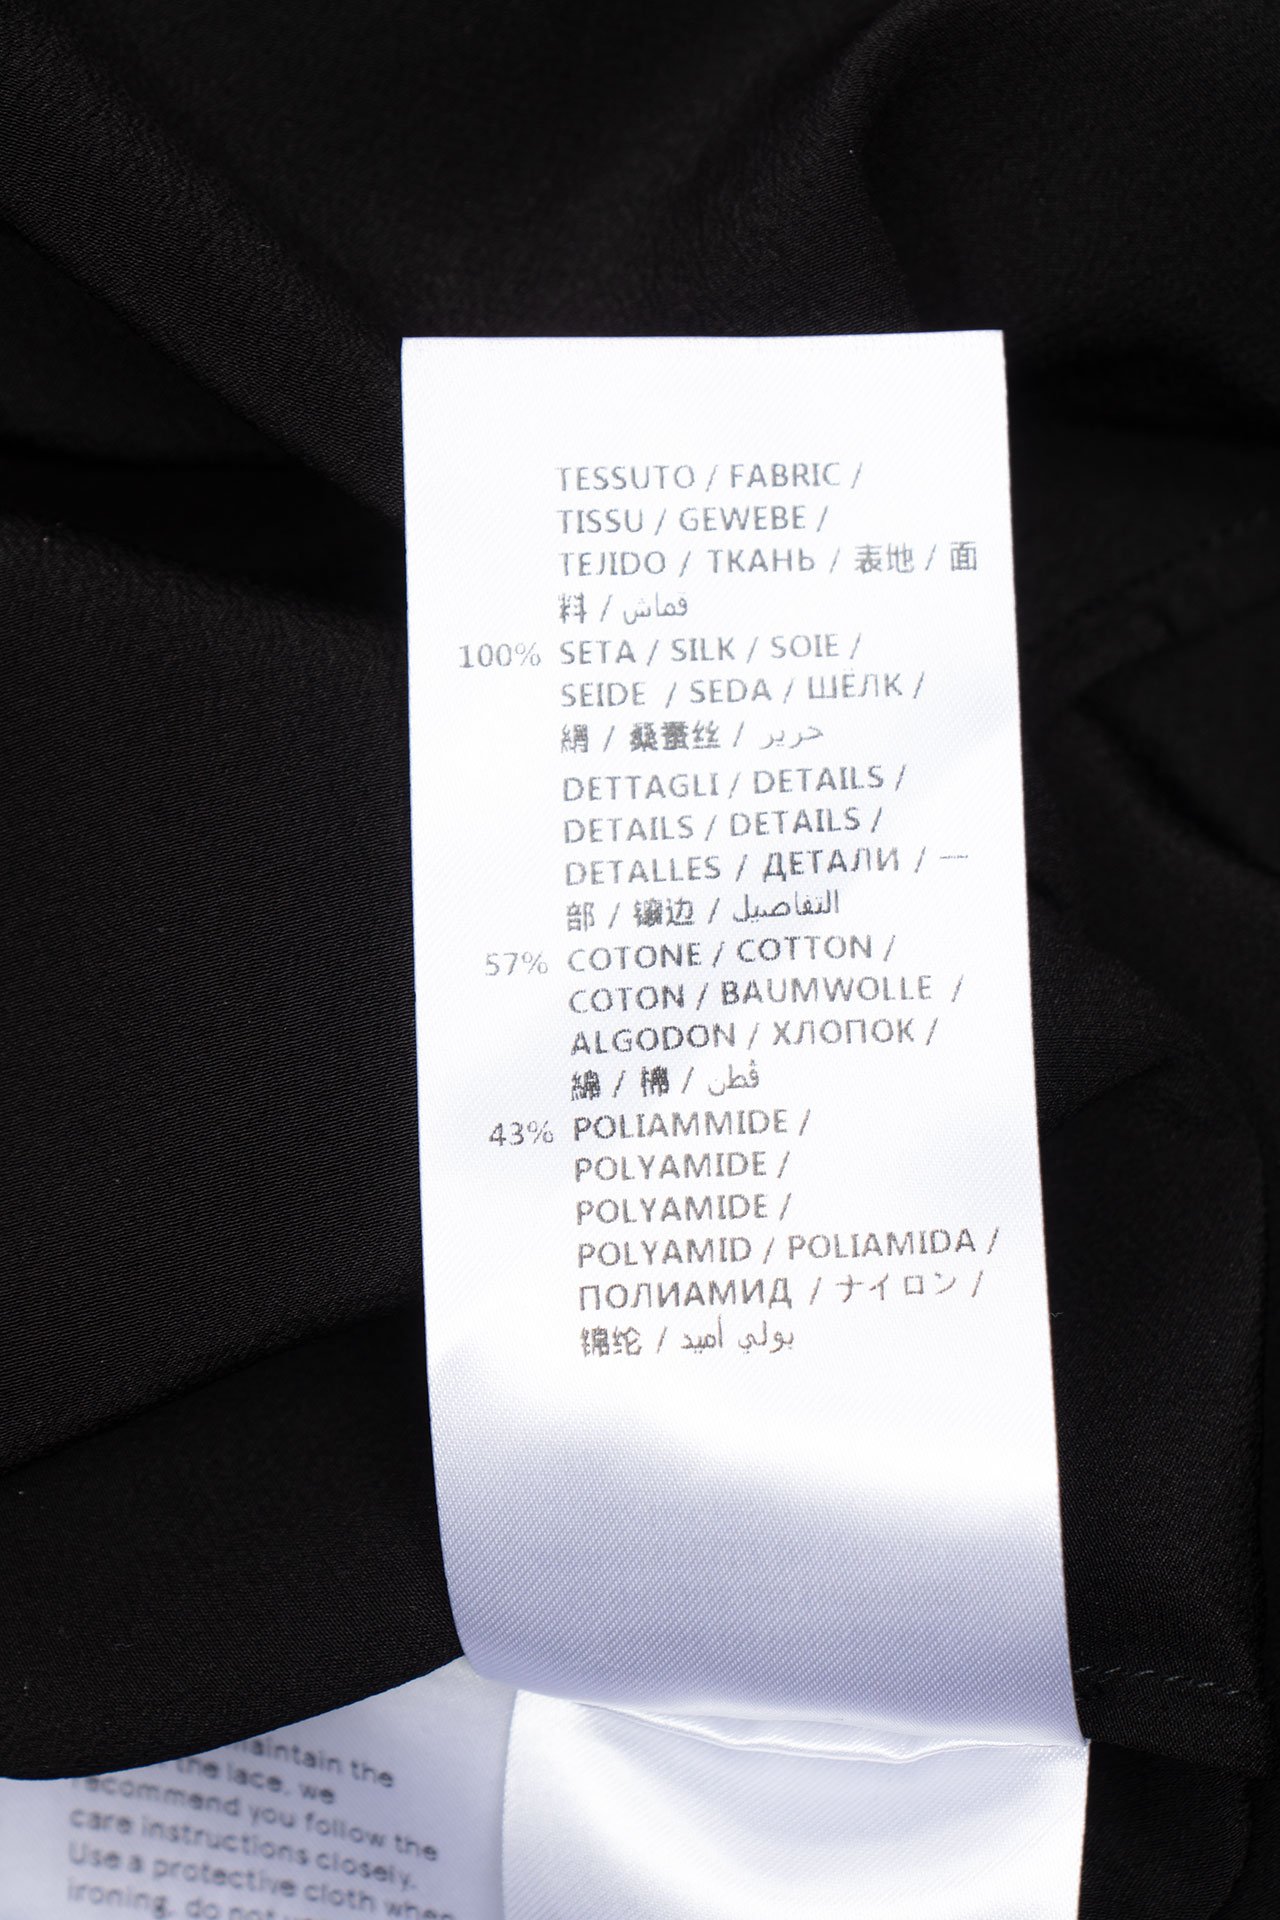 TESSUTO / FABRIC /
TISSU / GEWEBE /
TEJIDO / ТКАНЬ / 表地 / 面
料 / قماش
100% SETA / SILK / SOIE /
SEIDE / SEDA / ШЁЛК /
絹 / 桑蚕丝 / حرير
DETTAGLI / DETAILS /
DETAILS / DETAILS /
DETALLES / ДЕТАЛИ / 一
部 / 镶边 / التفاصيل
57% COTONE / COTTON /
COTON / BAUMWOLLE /
ALGODON / ХЛОПОК /
綿 / 棉 / قطن
43% POLIAMMIDE /
POLYAMIDE /
POLYAMIDE /
POLYAMID / POLIAMIDA /
ПОЛИАМИД / ナイロン /
锦纶 / بولي أميد
the
the lace, we
recommend you follow the
care instructions closely.
Use a protective cloth when
ironing, do not